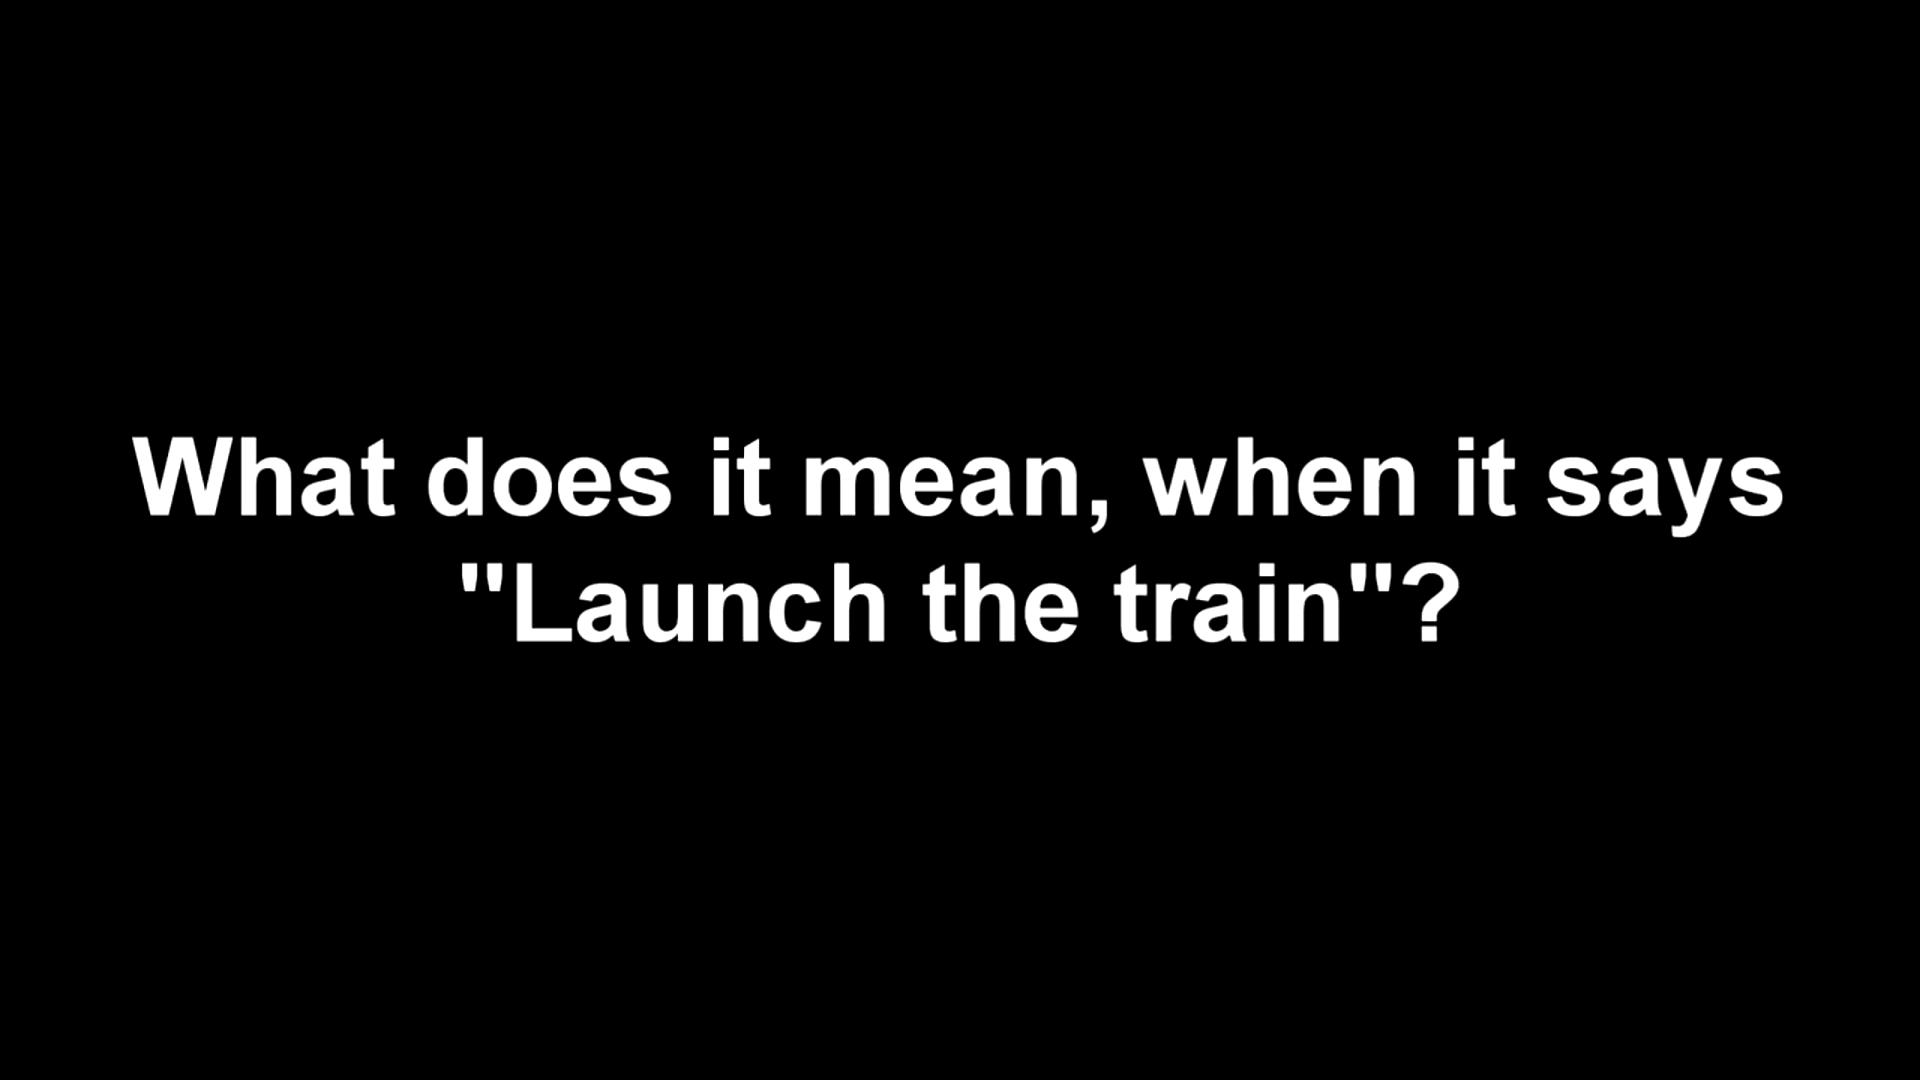 What does it mean, when it says
"Launch the train"?